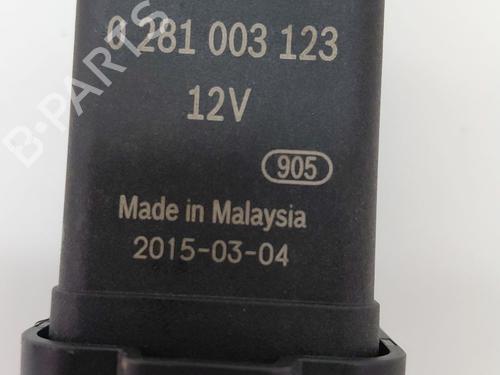 0 281 003 123
12V
905
Made in Malaysia
2015-03-04
B-PARTS